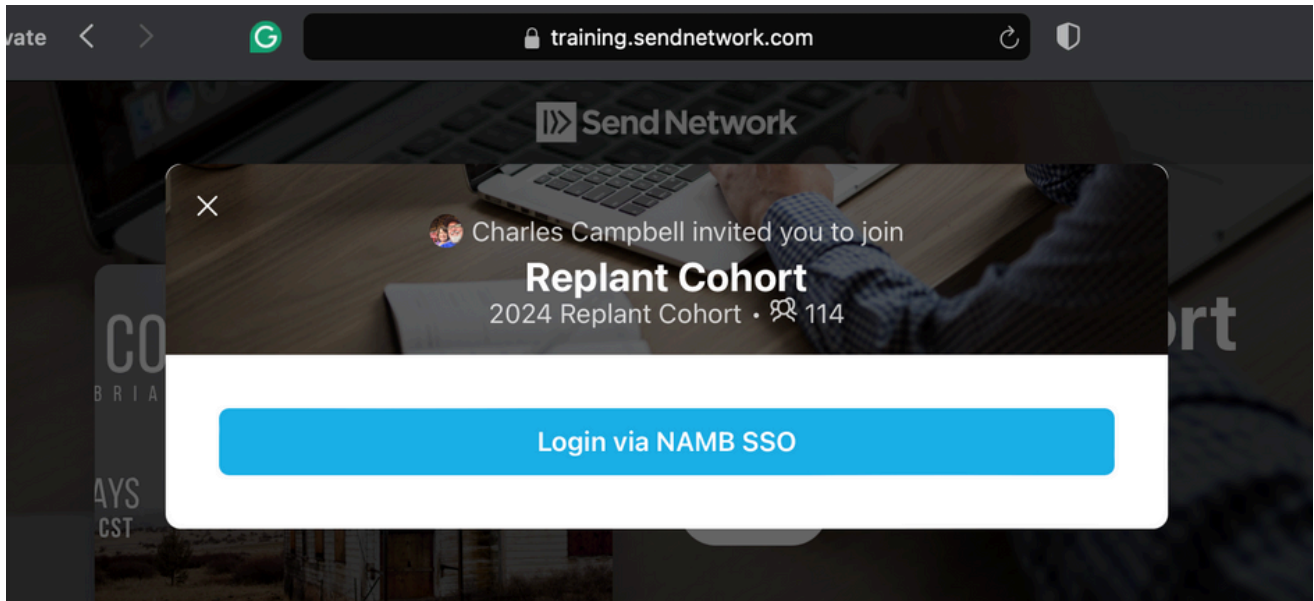 vate
training.sendnetwork.com
Send Network
Charles Campbell invited you to join
Replant Cohort
2024 Replant Cohort • 114
CO
ort
BRIA
Login via NAMB SSO
AYS
CST